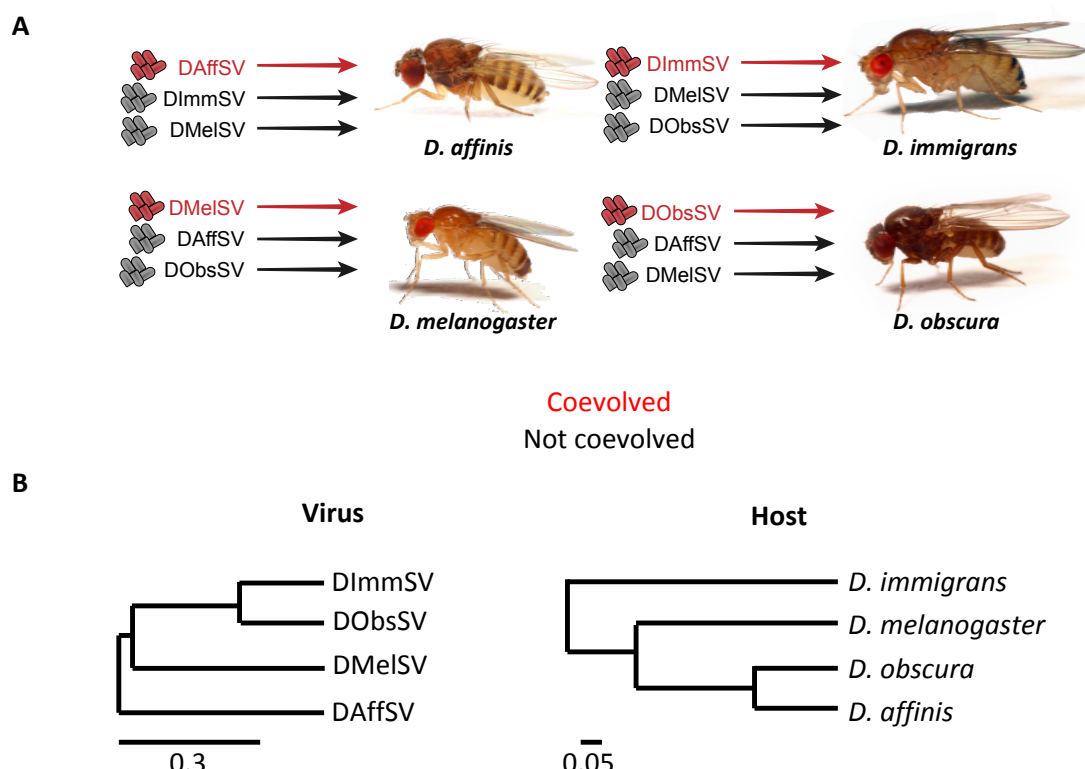 A
DAffSV
DImmSV
DMelSV
D. affinis
DImmSV
DMelSV
DObsSV
D. immigrans
DMelSV
DAffSV
DObsSV
D. melanogaster
DObsSV
DAffSV
DMelSV
D. obscura
Coevolved
Not coevolved
B
Virus
DImmSV
DObsSV
DMelSV
DAffSV
0.3
Host
D. immigrans
D. melanogaster
D. obscura
D. affinis
0.05